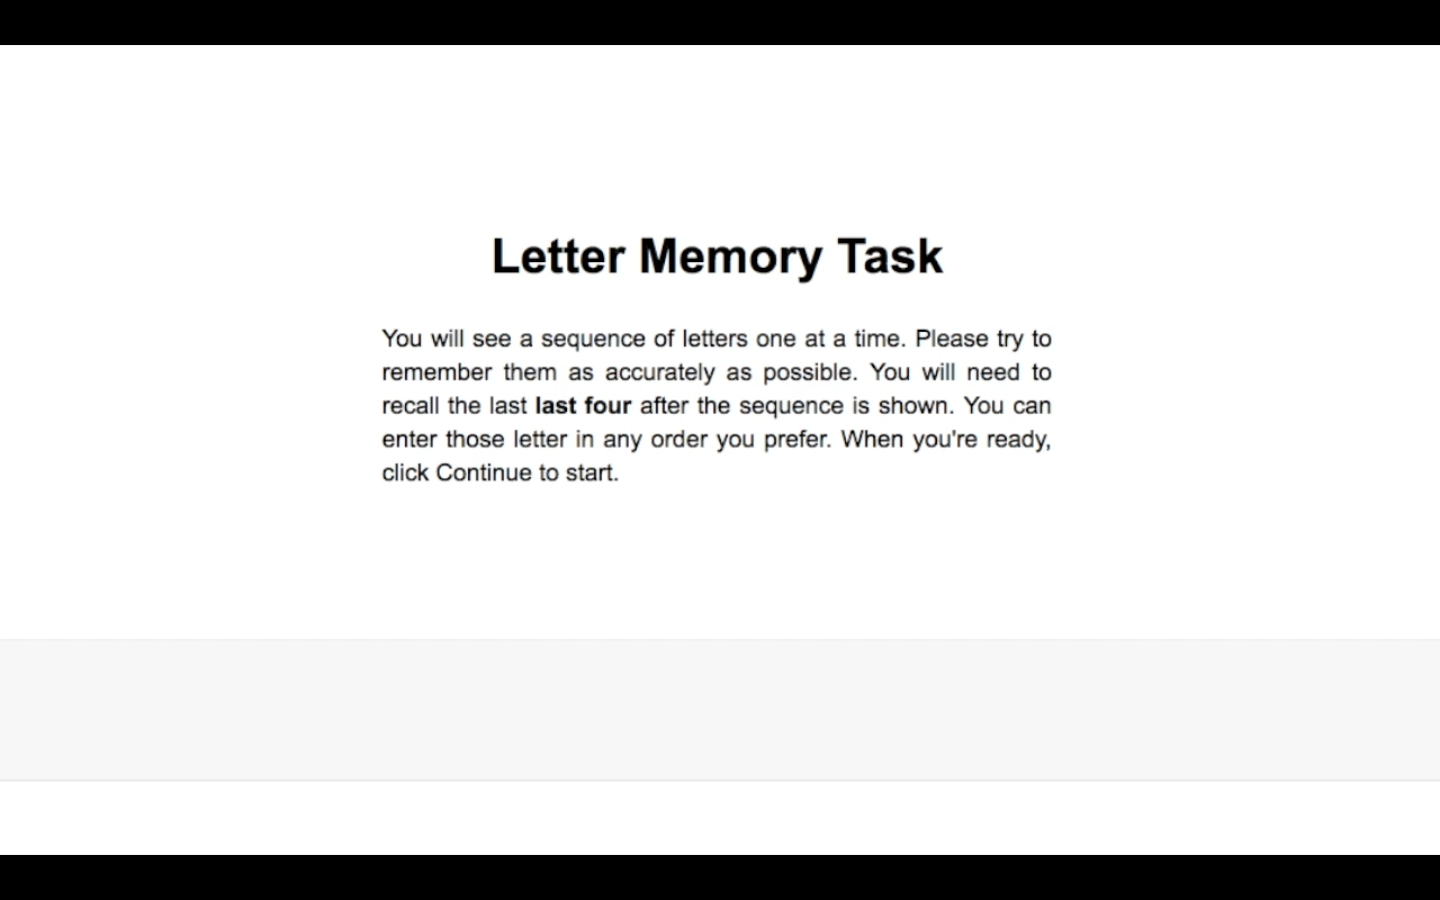 Letter Memory Task
You will see a sequence of letters one at a time. Please try to
remember them as accurately as possible. You will need to
recall the last last four after the sequence is shown. You can
enter those letter in any order you prefer. When you're ready,
click Continue to start.